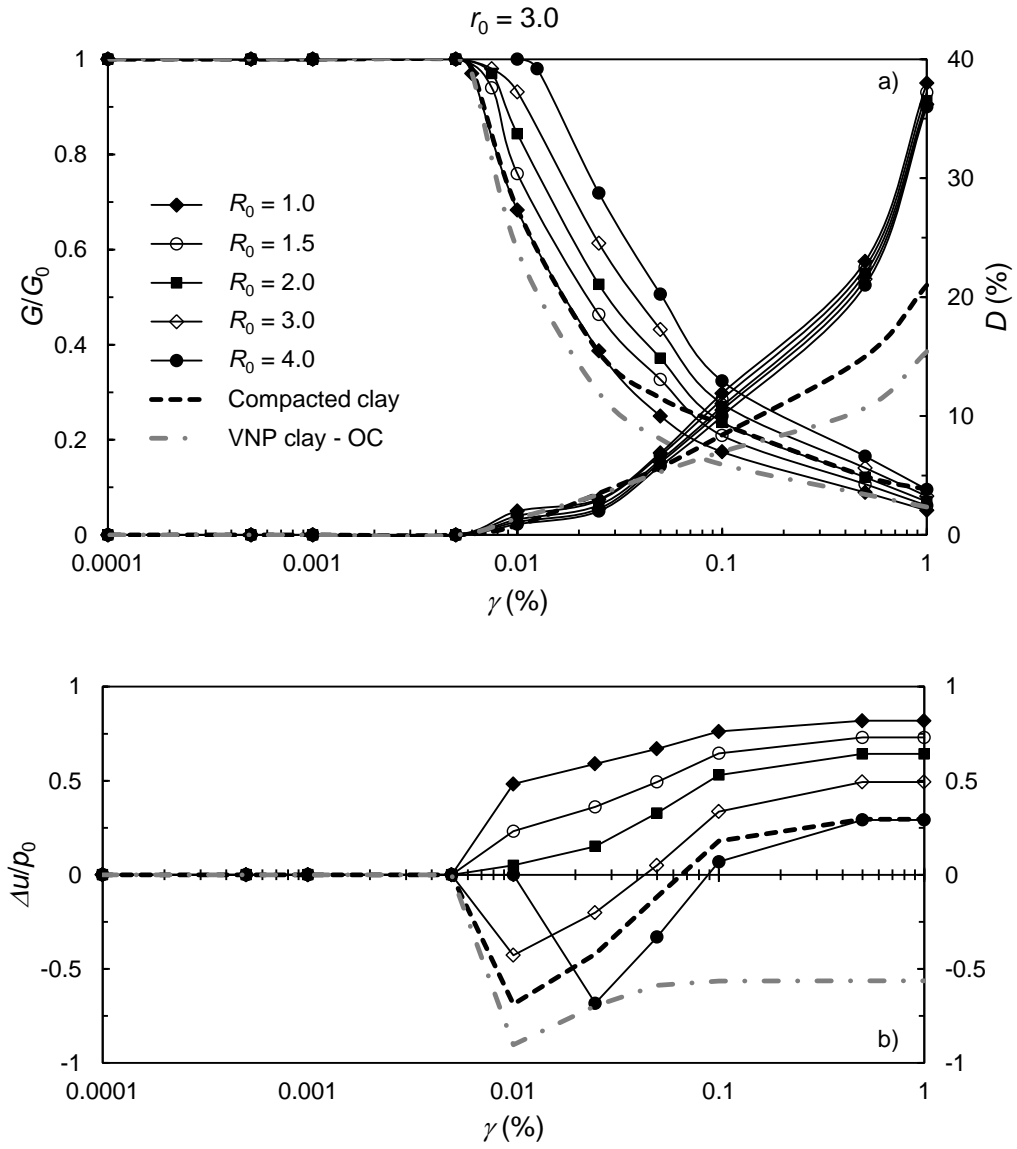 r0 = 3.0
1
0.8
0.6
0.4
0.2
0
G/G0
a)
40
30
20
10
0
D (%)
R0 = 1.0
R0 = 1.5
R0 = 2.0
R0 = 3.0
R0 = 4.0
Compacted clay
VNP clay - OC
0.0001 0.001 0.01 0.1 1
γ (%)
1
0.5
0
-0.5
-1
Δu/p0
1
0.5
0
-0.5
-1
b)
0.0001 0.001 0.01 0.1 1
γ (%)